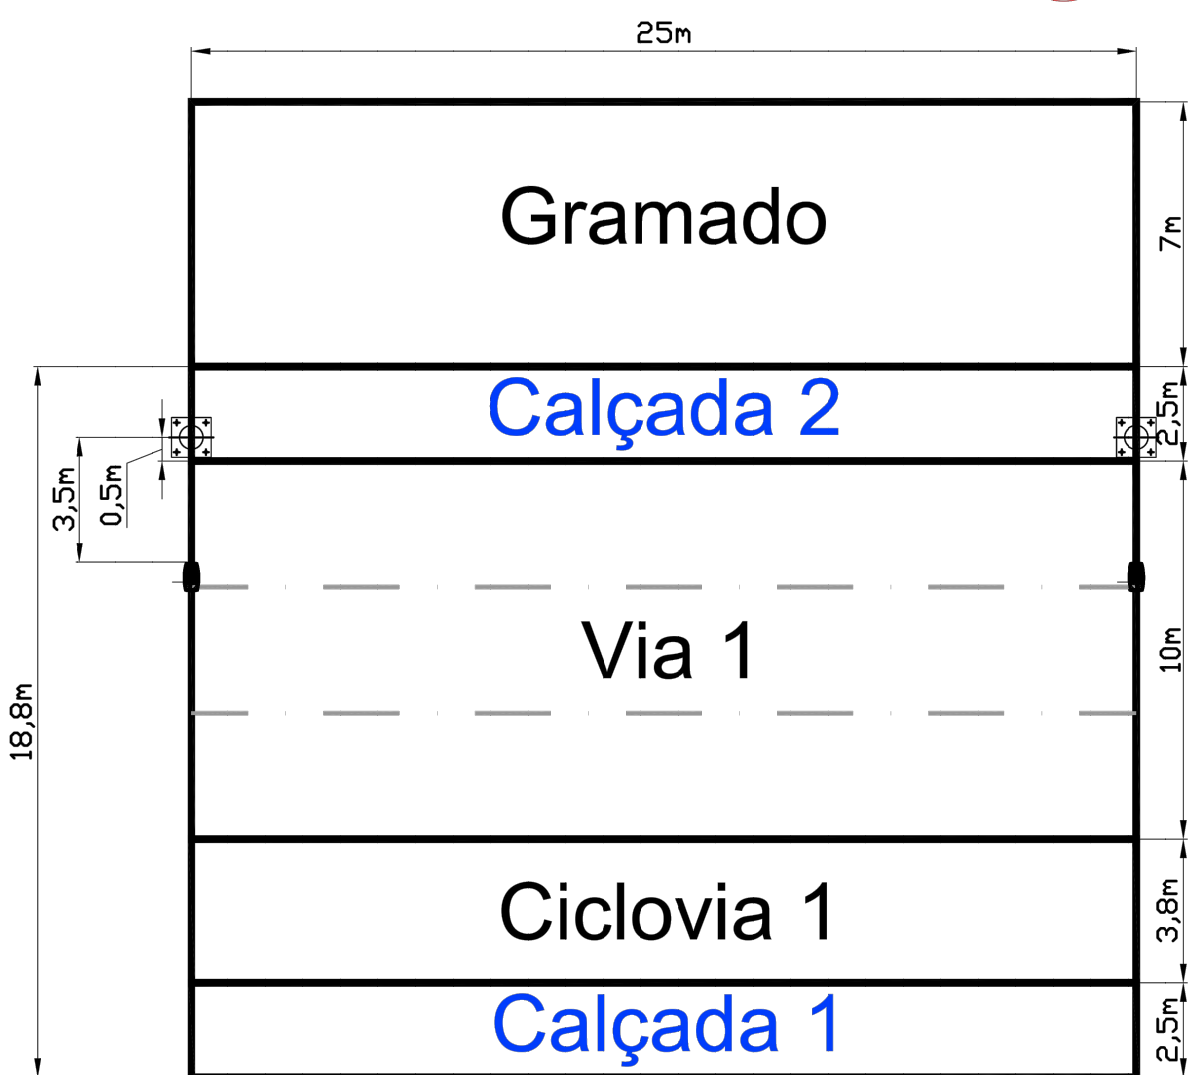 25m
Gramado
7m
Calçada 2
2,5m
3,5m
0,5m
Via 1
10m
18,8m
Ciclovia 1
3,8m
Calçada 1
2,5m